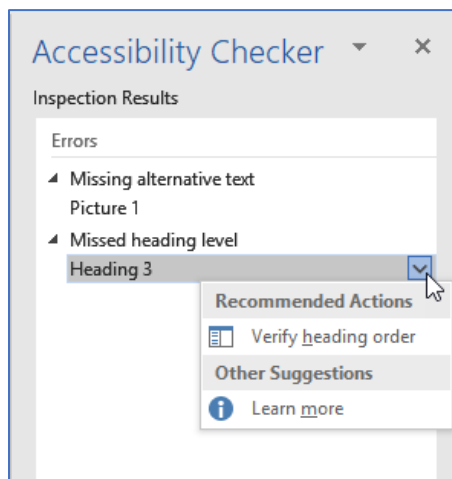 Accessibility Checker
Inspection Results
Errors
Missing alternative text
Picture 1
Missed heading level
Heading 3
Recommended Actions
Verify heading order
Other Suggestions
Learn more